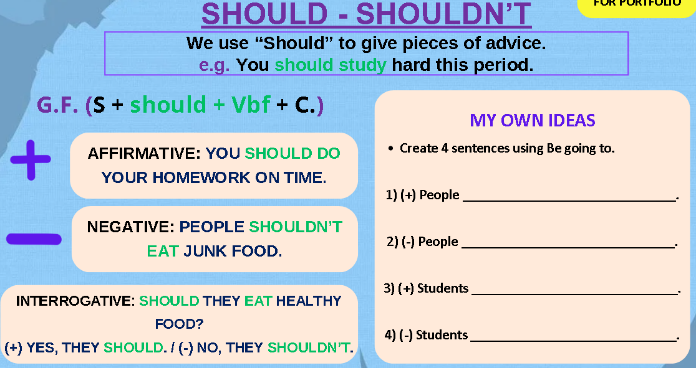 FOR PORTFOLIO
SHOULD - SHOULDN'T
We use “Should” to give pieces of advice.
e.g. You should study hard this period.
G.F. (S + should + Vbf + C.)
+
AFFIRMATIVE: YOU SHOULD DO
YOUR HOMEWORK ON TIME.
NEGATIVE: PEOPLE SHOULDN'T
EAT JUNK FOOD.
INTERROGATIVE: SHOULD THEY EAT HEALTHY
FOOD?
(+) YES, THEY SHOULD. / (-) NO, THEY SHOULDN'T.
MY OWN IDEAS
• Create 4 sentences using Be going to.
1) (+) People ______________________________.
2) (-) People ______________________________.
3) (+) Students ______________________________.
4) (-) Students ______________________________.